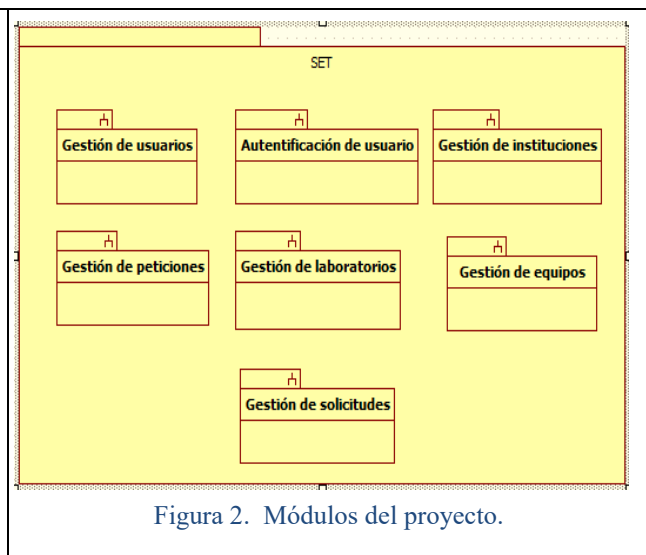 SET
Gestión de usuarios
Autentificación de usuario
Gestión de instituciones
Gestión de peticiones
Gestión de laboratorios
Gestión de equipos
Gestión de solicitudes
Figura 2. Módulos del proyecto.